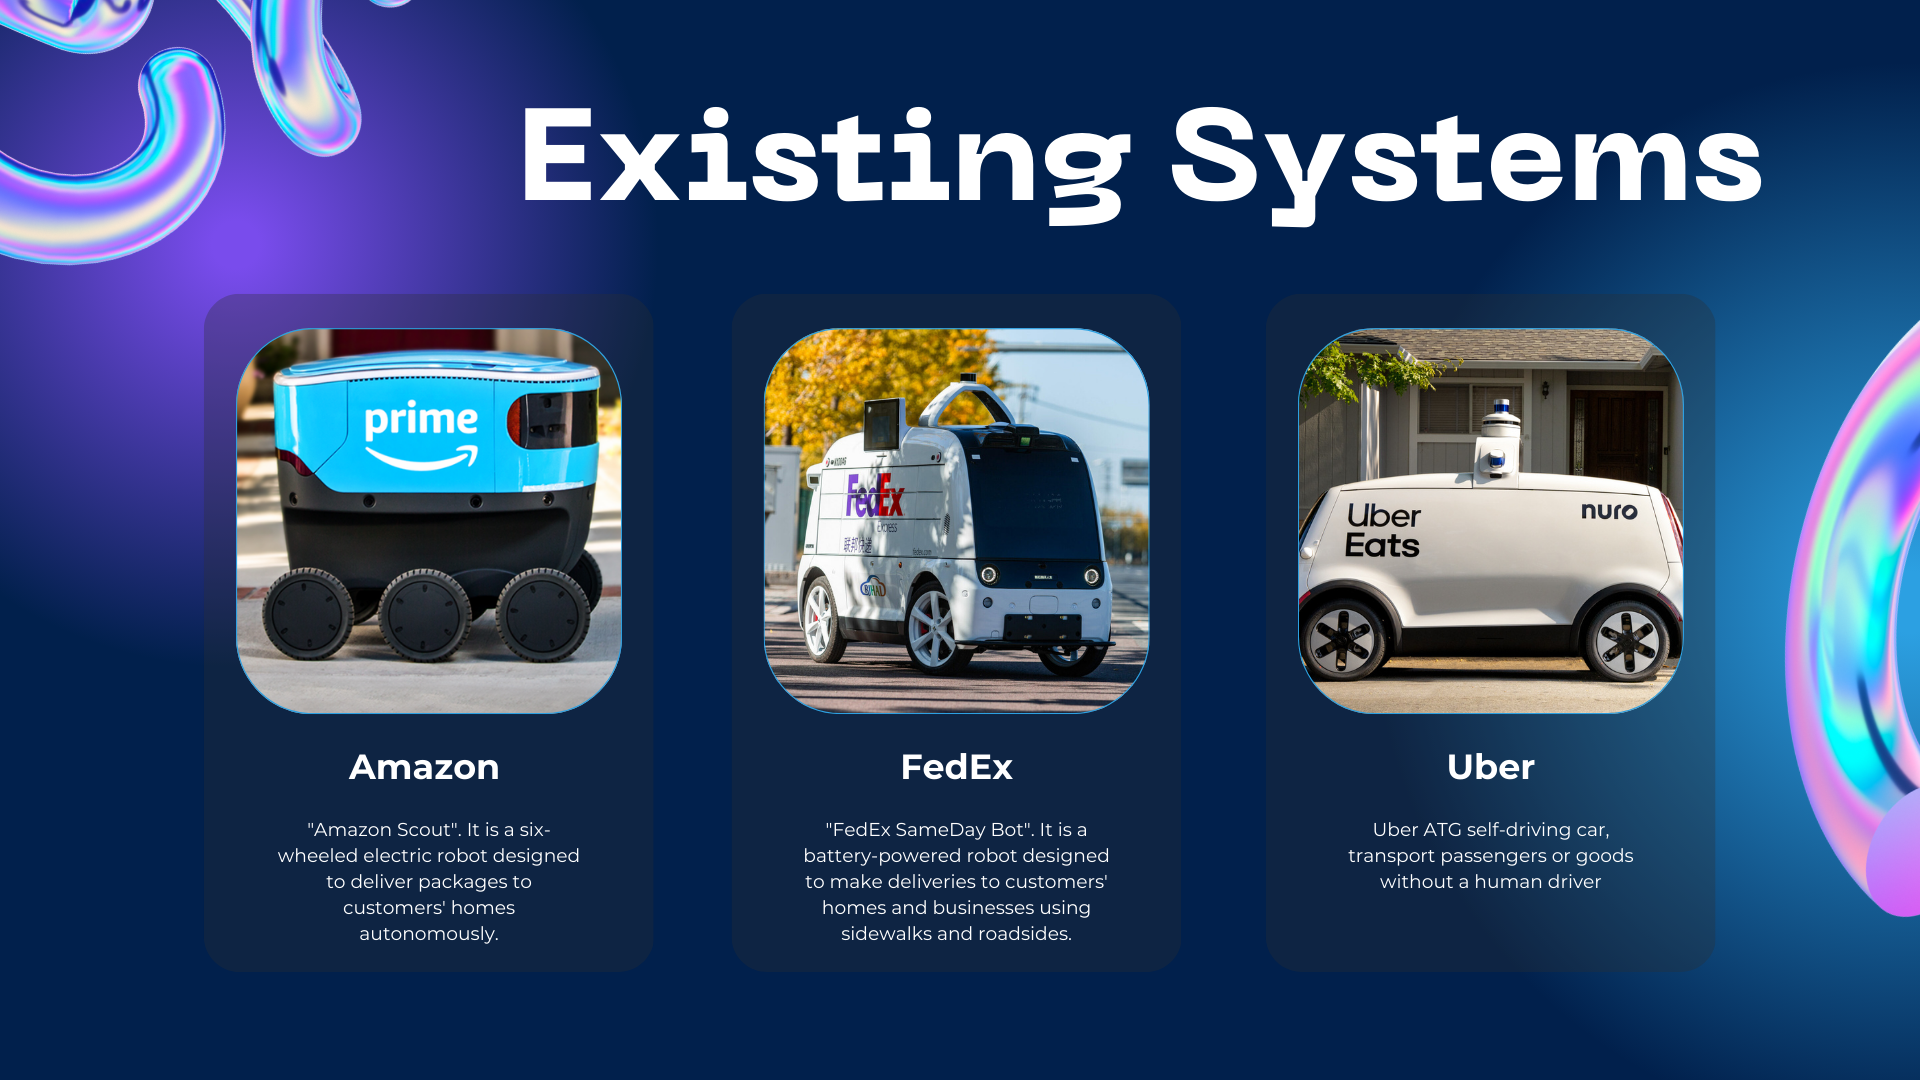 Existing Systems
prime
FedEx
Express
联邦快递
fedex.com
Uber
Eats
nuro
Amazon
"Amazon Scout". It is a six-
wheeled electric robot designed
to deliver packages to
customers' homes
autonomously.
FedEx
"FedEx SameDay Bot". It is a
battery-powered robot designed
to make deliveries to customers'
homes and businesses using
sidewalks and roadsides.
Uber
Uber ATG self-driving car,
transport passengers or goods
without a human driver